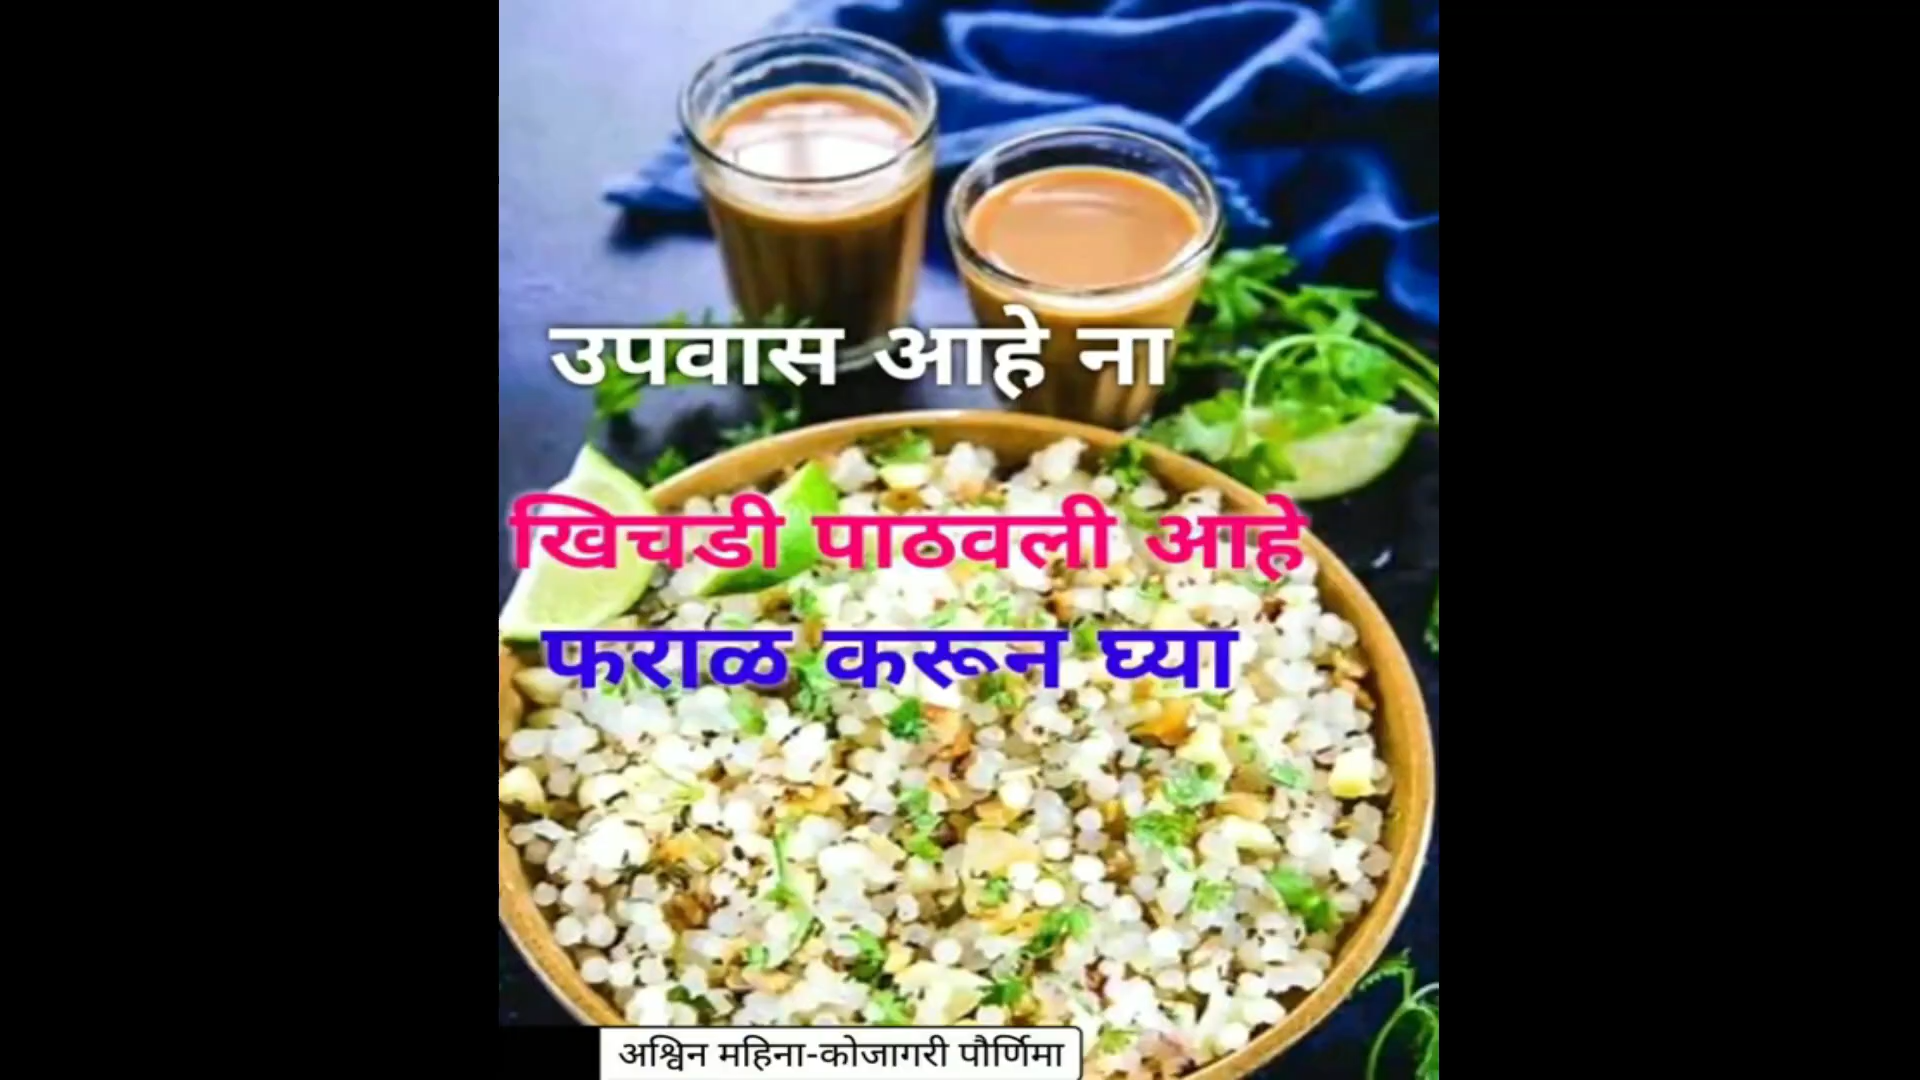 उपवास आहे ना
खिचडी पाठवली आहे
फराळ करून घ्या
अश्विन महिना-कोजागरी पौर्णिमा